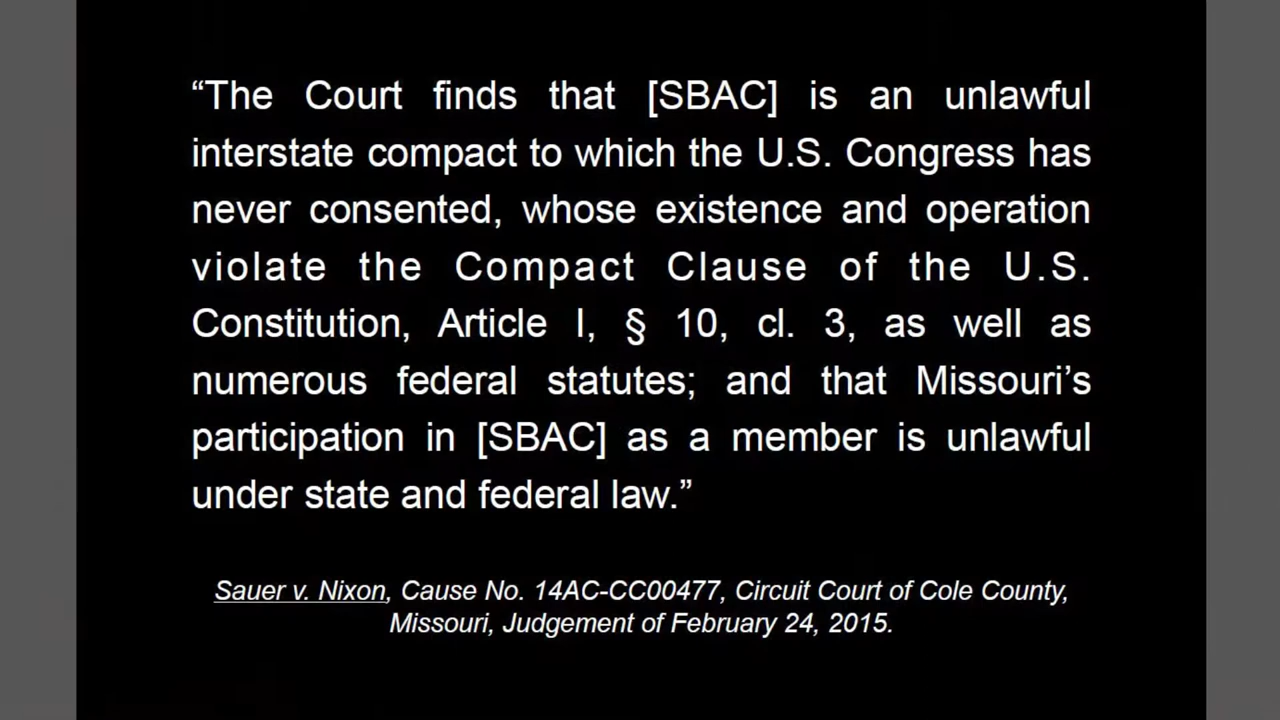 “The Court finds that [SBAC] is an unlawful
interstate compact to which the U.S. Congress has
never consented, whose existence and operation
violate the Compact Clause of the U.S.
Constitution, Article I, § 10, cl. 3, as well as
numerous federal statutes; and that Missouri’s
participation in [SBAC] as a member is unlawful
under state and federal law.”
Sauer v. Nixon, Cause No. 14AC-CC00477, Circuit Court of Cole County,
Missouri, Judgement of February 24, 2015.